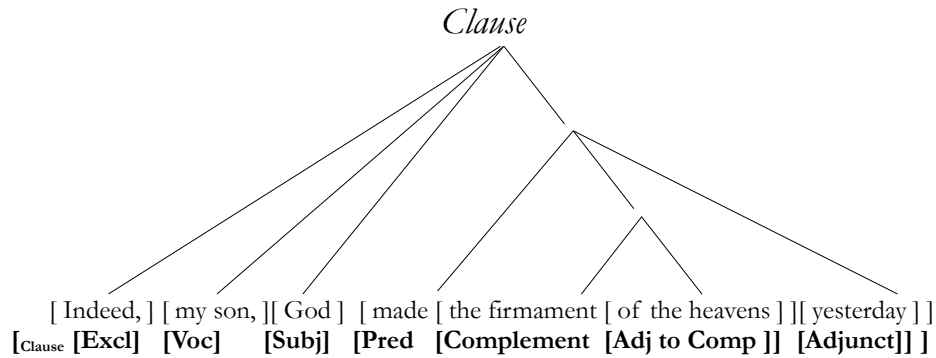 Clause
[ Indeed, ] [ my son, ][ God ] [ made [ the firmament [ of the heavens ] ][ yesterday ] ]
[Clause [Excl] [Voc] [Subj] [Pred [Complement [Adj to Comp ]] [Adjunct]] ]